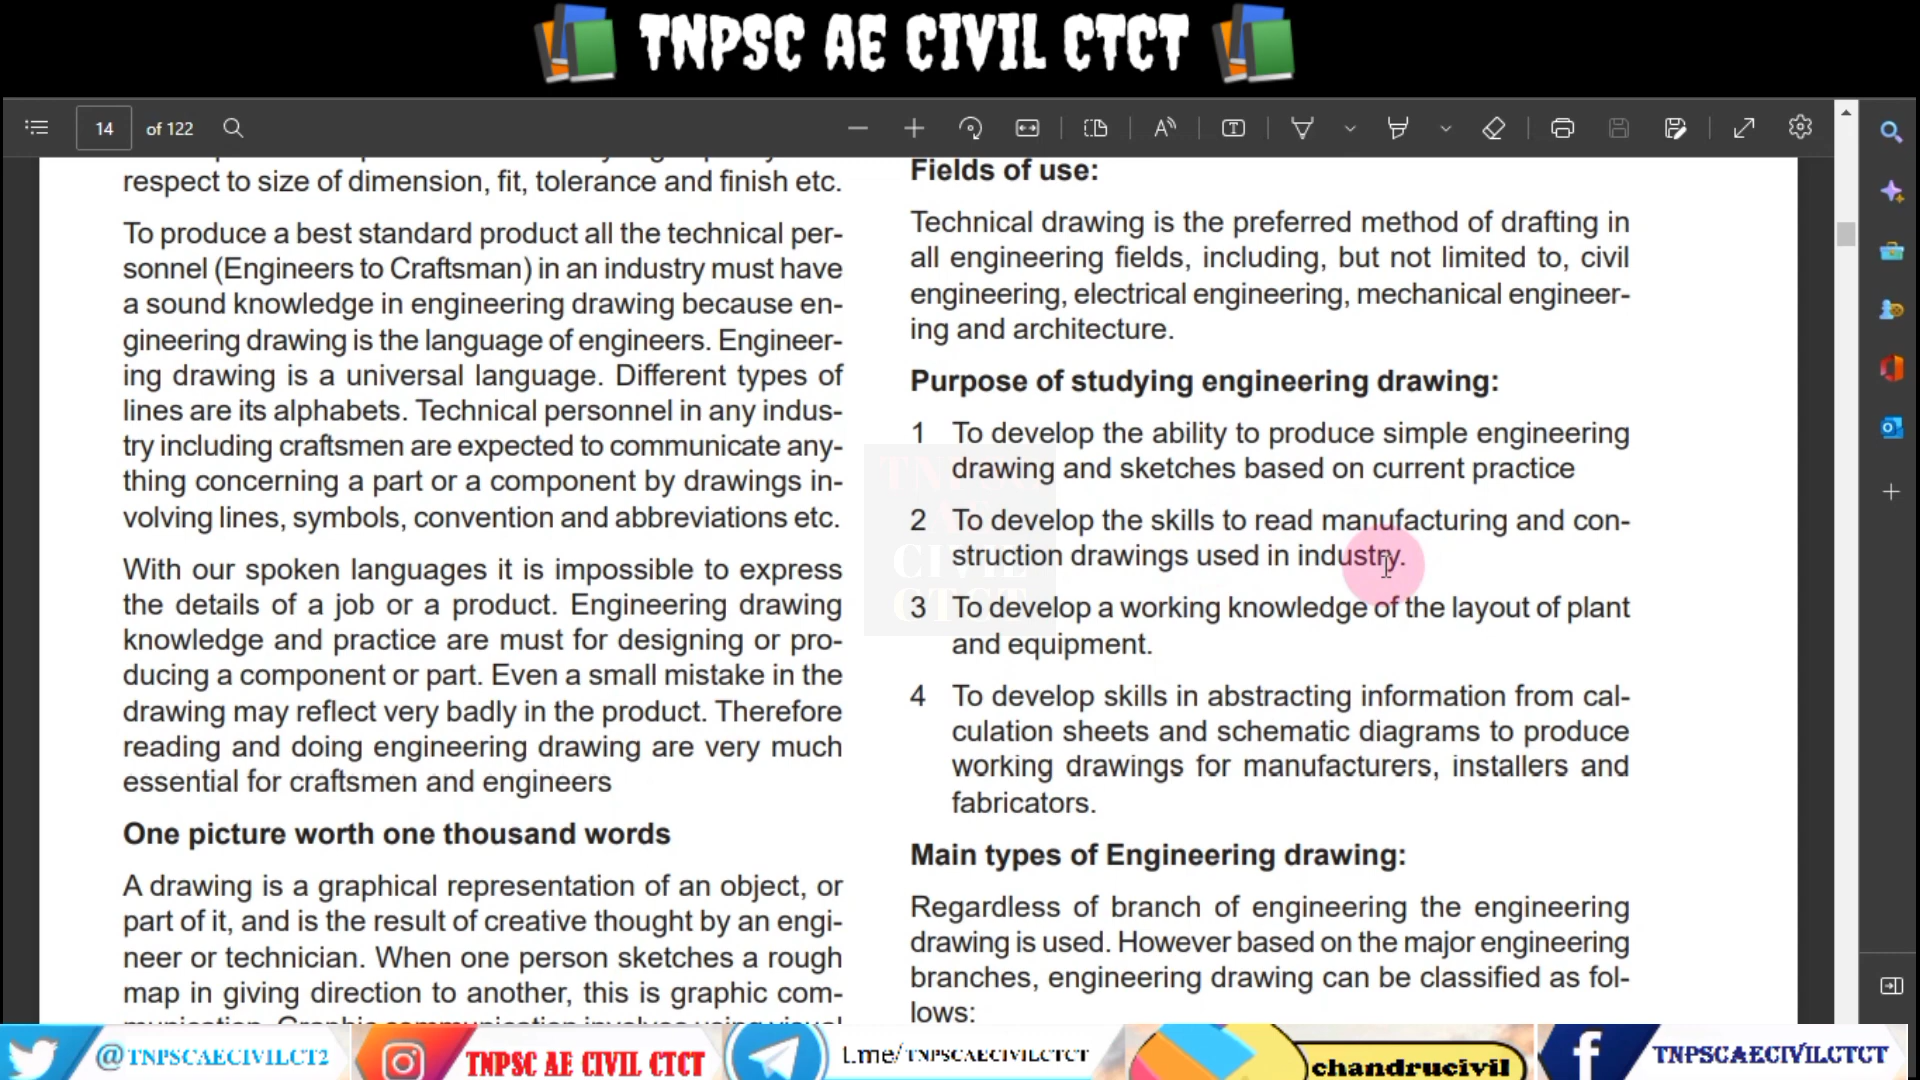 TNPSC AE CIVIL CTCT
14 of 122
respect to size of dimension, fit, tolerance and finish etc.
To produce a best standard product all the technical per-
sonnel (Engineers to Craftsman) in an industry must have
a sound knowledge in engineering drawing because en-
gineering drawing is the language of engineers. Engineer-
ing drawing is a universal language. Different types of
lines are its alphabets. Technical personnel in any indus-
try including craftsmen are expected to communicate any-
thing concerning a part or a component by drawings in-
volving lines, symbols, convention and abbreviations etc.
With our spoken languages it is impossible to express
the details of a job or a product. Engineering drawing
knowledge and practice are must for designing or pro-
ducing a component or part. Even a small mistake in the
drawing may reflect very badly in the product. Therefore
reading and doing engineering drawing are very much
essential for craftsmen and engineers
One picture worth one thousand words
A drawing is a graphical representation of an object, or
part of it, and is the result of creative thought by an engi-
neer or technician. When one person sketches a rough
map in giving direction to another, this is graphic com-
Fields of use:
Technical drawing is the preferred method of drafting in
all engineering fields, including, but not limited to, civil
engineering, electrical engineering, mechanical engineer-
ing and architecture.
Purpose of studying engineering drawing:
1 To develop the ability to produce simple engineering
drawing and sketches based on current practice
2 To develop the skills to read manufacturing and con-
struction drawings used in industry.
3 To develop a working knowledge of the layout of plant
and equipment.
4 To develop skills in abstracting information from cal-
culation sheets and schematic diagrams to produce
working drawings for manufacturers, installers and
fabricators.
Main types of Engineering drawing:
Regardless of branch of engineering the engineering
drawing is used. However based on the major engineering
branches, engineering drawing can be classified as fol-
lows:
TNPSC
AE
CIVIL
CTCT
@TNPSCAECIVILCT2
TNPSC AE CIVIL CTCT
t.me/TNPSCAECIVILCTCT
chandrucivil
TNPSCAECIVILCTCT